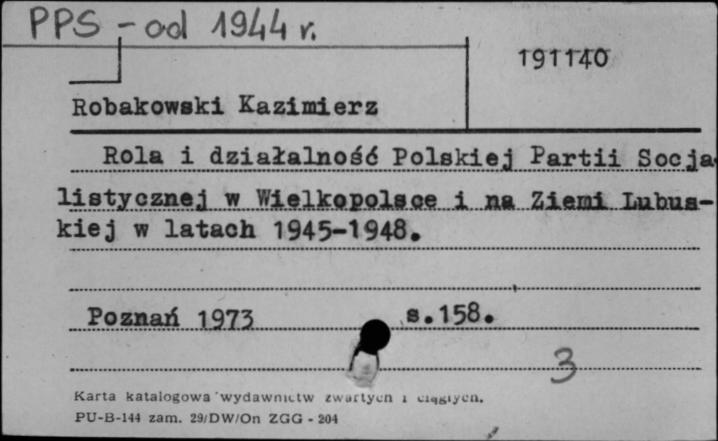 PPS - od 1944 r.
191140
Robakowski Kazimierz
Rola i działalność Polskiej Partii Socja
listycznej w Wielkopolsce i na Ziemi Lubus-
kiej w latach 1945-1948.
Poznań 1973 s.158.
3
Karta katalogowa wydawnictw zwartych i ciągłych.
PU-B-144 zam. 29/DW/On ZGG - 204